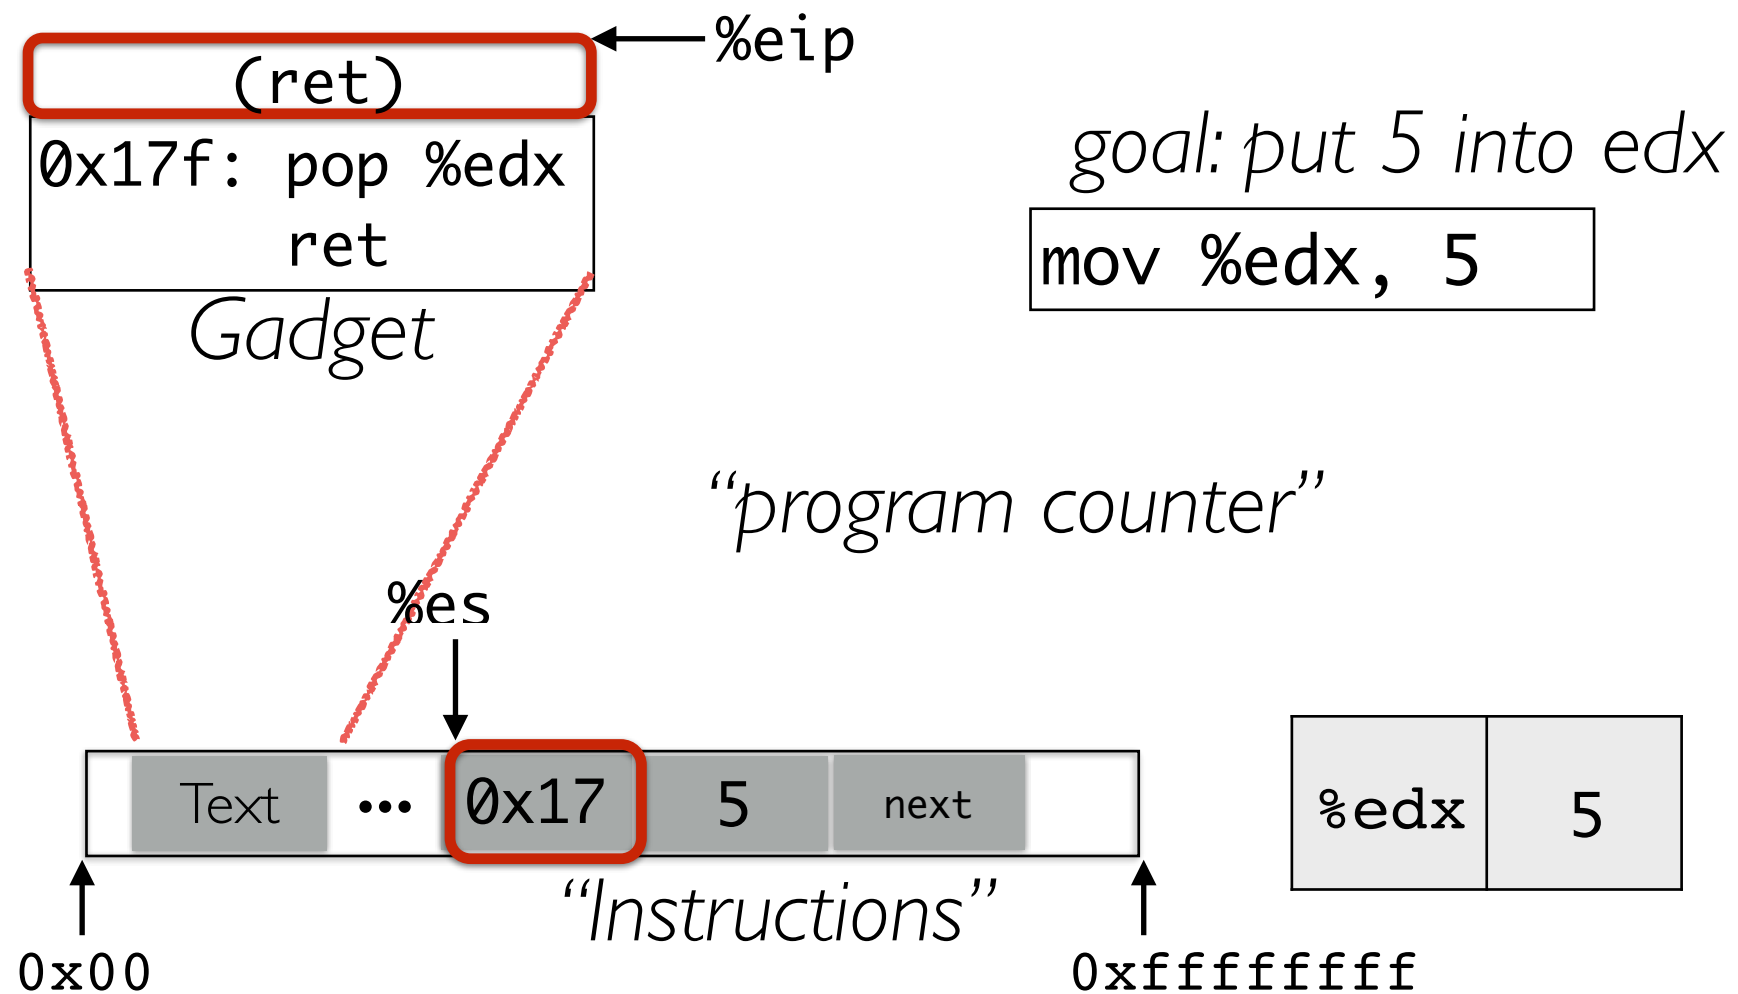 %eip
(ret)
0x17f: pop %edx
ret
Gadget
goal: put 5 into edx
mov %edx, 5
“program counter”
%es
Text ... 0x17 5 next
%edx 5
“Instructions”
0x00
0xffffffff